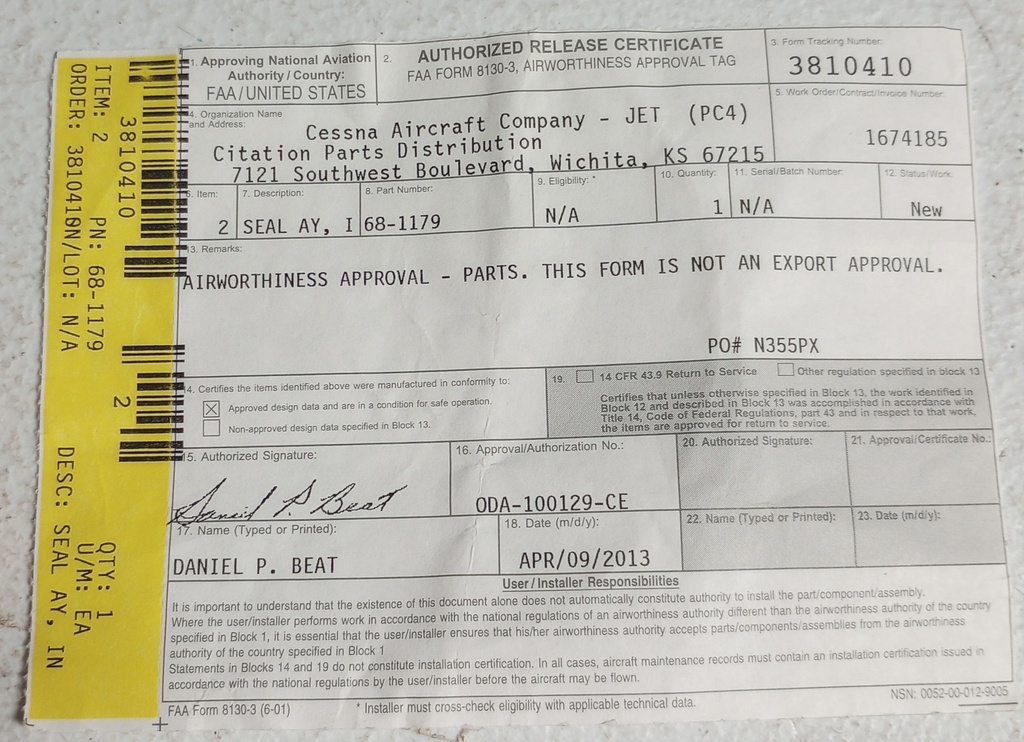 1. Approving National Aviation
Authority / Country:
FAA/UNITED STATES
2.
AUTHORIZED RELEASE CERTIFICATE
FAA FORM 8130-3, AIRWORTHINESS APPROVAL TAG
3. Form Tracking Number:
3810410
4. Organization Name
and Address:
Cessna Aircraft Company - JET (PC4)
Citation Parts Distribution
7121 Southwest Boulevard, Wichita, KS 67215
5. Work Order/Contract/Invoice Number
1674185
6. Item:
2
7. Description:
SEAL AY, I
8. Part Number:
68-1179
9. Eligibility: *
N/A
10. Quantity:
1
11. Serial/Batch Number:
N/A
12. Status/Work:
New
13. Remarks:
AIRWORTHINESS APPROVAL - PARTS. THIS FORM IS NOT AN EXPORT APPROVAL.
PO# N355PX
14. Certifies the items identified above were manufactured in conformity to:
Approved design data and are in a condition for safe operation.
Non-approved design data specified in Block 13.
19. 14 CFR 43.9 Return to Service Other regulation specified in block 13
Certifies that unless otherwise specified in Block 13, the work identified in
Block 12 and described in Block 13 was accomplished in accordance with
Title 14, Code of Federal Regulations, part 43 and in respect to that work,
the items are approved for return to service.
15. Authorized Signature:
Daniel P. Beat
16. Approval/Authorization No.:
ODA-100129-CE
20. Authorized Signature:
21. Approval/Certificate No.:
17. Name (Typed or Printed):
DANIEL P. BEAT
18. Date (m/d/y):
APR/09/2013
22. Name (Typed or Printed):
23. Date (m/d/y):
User / Installer Responsibilities
It is important to understand that the existence of this document alone does not automatically constitute authority to install the part/component/assembly.
Where the user/installer performs work in accordance with the national regulations of an airworthiness authority different than the airworthiness authority of the country
specified in Block 1, it is essential that the user/installer ensures that his/her airworthiness authority accepts parts/components/assemblies from the airworthiness
authority of the country specified in Block 1
Statements in Blocks 14 and 19 do not constitute installation certification. In all cases, aircraft maintenance records must contain an installation certification issued in
accordance with the national regulations by the user/installer before the aircraft may be flown.
FAA Form 8130-3 (6-01)
* Installer must cross-check eligibility with applicable technical data.
NSN: 0052-00-012-9005
3810410 2
ITEM: 2 PN: 68-1179 QTY: 1
U/M: EA
ORDER: 3810410N/LOT: N/A DESC: SEAL AY, IN